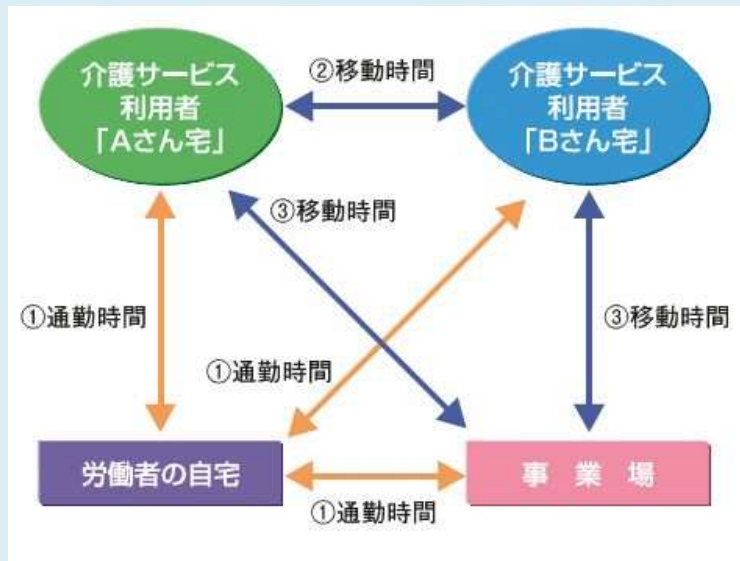 介護サービス
利用者
「Aさん宅」
②移動時間
介護サービス
利用者
「Bさん宅」
③移動時間
①通勤時間
③移動時間
①通勤時間
労働者の自宅
事業場
①通勤時間